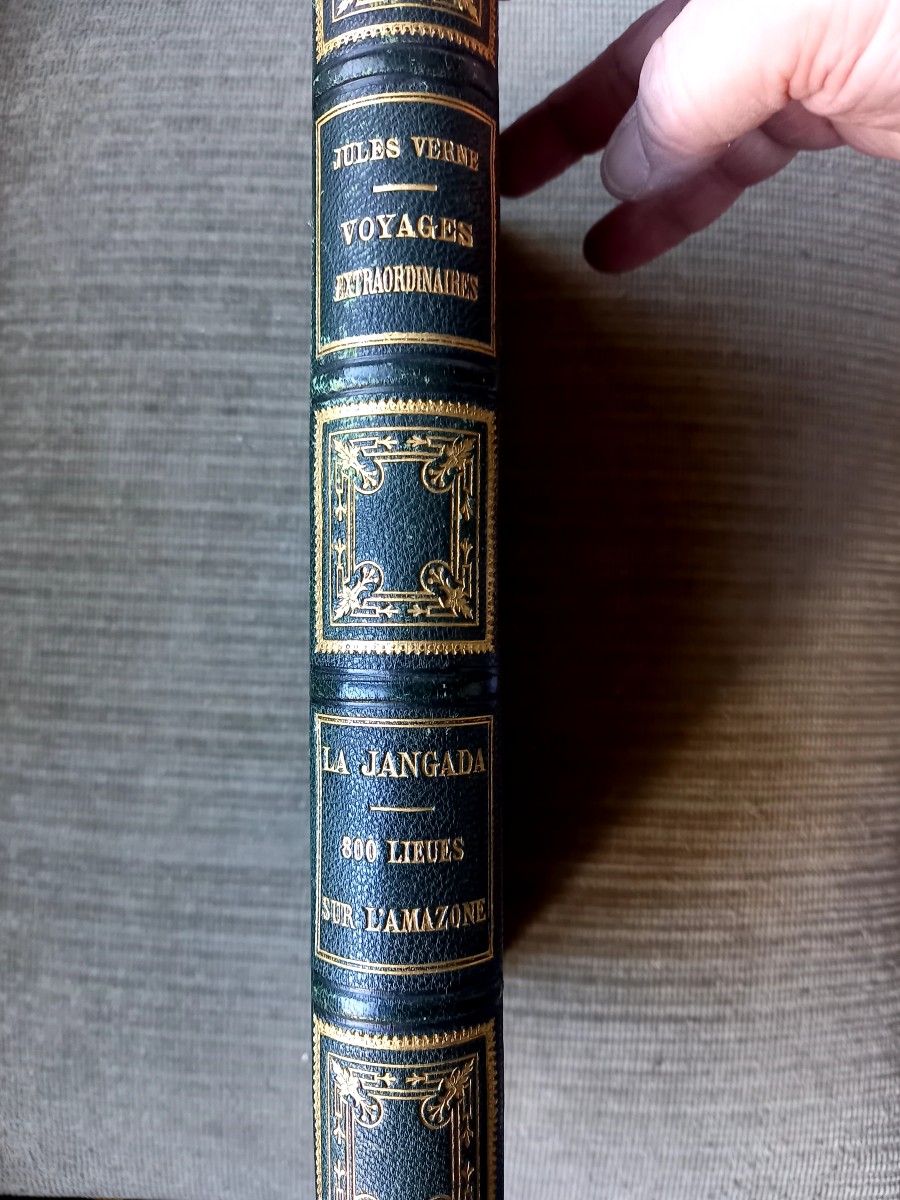 JULES VERNE
VOYAGES
EXTRAORDINAIRES
LA JANGADA
800 LIEUES
SUR L'AMAZONE